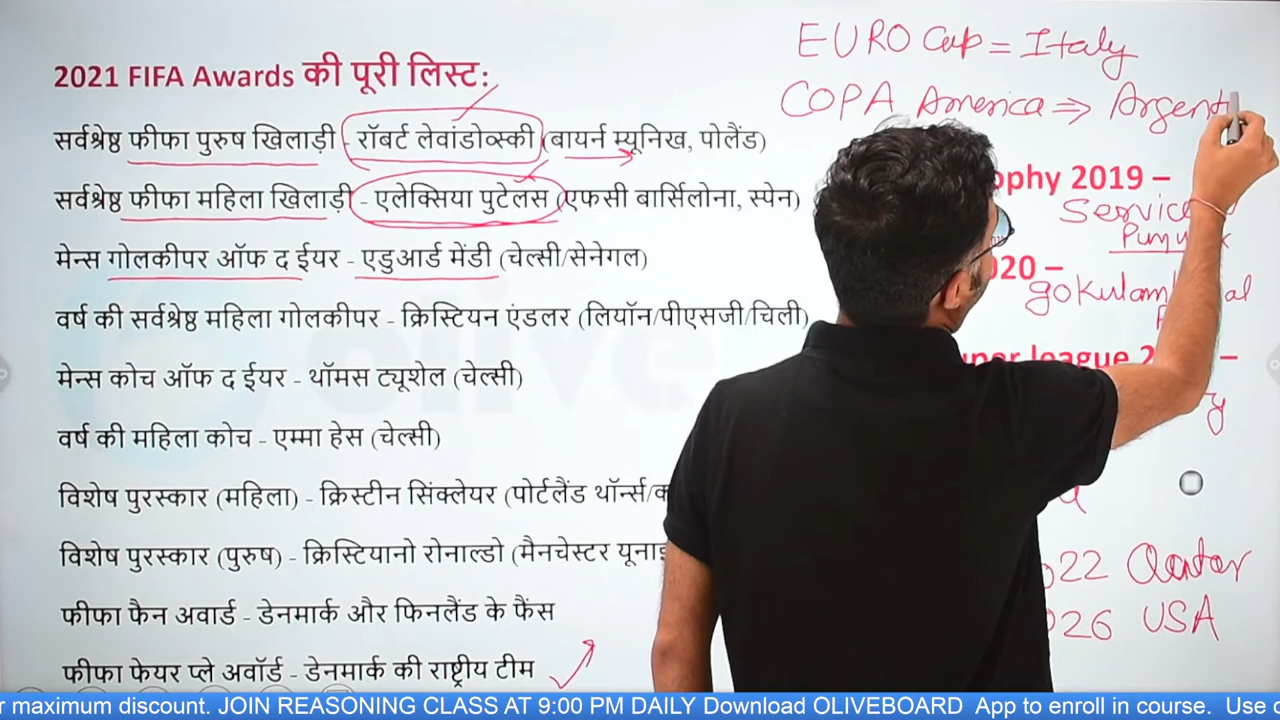 EURO Cup = Italy
COPA America ⇒ Argent
2021 FIFA Awards की पूरी लिस्ट:
सर्वश्रेष्ठ फीफा पुरुष खिलाड़ी - रॉबर्ट लेवांडोव्स्की (बायर्न म्यूनिख, पोलैंड)
सर्वश्रेष्ठ फीफा महिला खिलाड़ी - एलेक्सिया पुटेलस (एफसी बार्सिलोना, स्पेन)
मेन्स गोलकीपर ऑफ द ईयर - एडुआर्ड मेंडी (चेल्सी/सेनेगल)
वर्ष की सर्वश्रेष्ठ महिला गोलकीपर - क्रिस्टियन एंडलर (लियॉन/पीएसजी/चिली)
मेन्स कोच ऑफ द ईयर - थॉमस ट्यूशेल (चेल्सी)
वर्ष की महिला कोच - एम्मा हेस (चेल्सी)
विशेष पुरस्कार (महिला) - क्रिस्टीन सिंक्लेयर (पोर्टलैंड थॉर्न्स/क
विशेष पुरस्कार (पुरुष) - क्रिस्टियानो रोनाल्डो (मैनचेस्टर यूनाइ
फीफा फैन अवार्ड - डेनमार्क और फिनलैंड के फैंस
फीफा फेयर प्ले अवॉर्ड - डेनमार्क की राष्ट्रीय टीम
ophy 2019 –
Service
020 –
gokulam
league 2 –
22 Qatar
026 USA
olive
r maximum discount. JOIN REASONING CLASS AT 9:00 PM DAILY Download OLIVEBOARD App to enroll in course. Use c